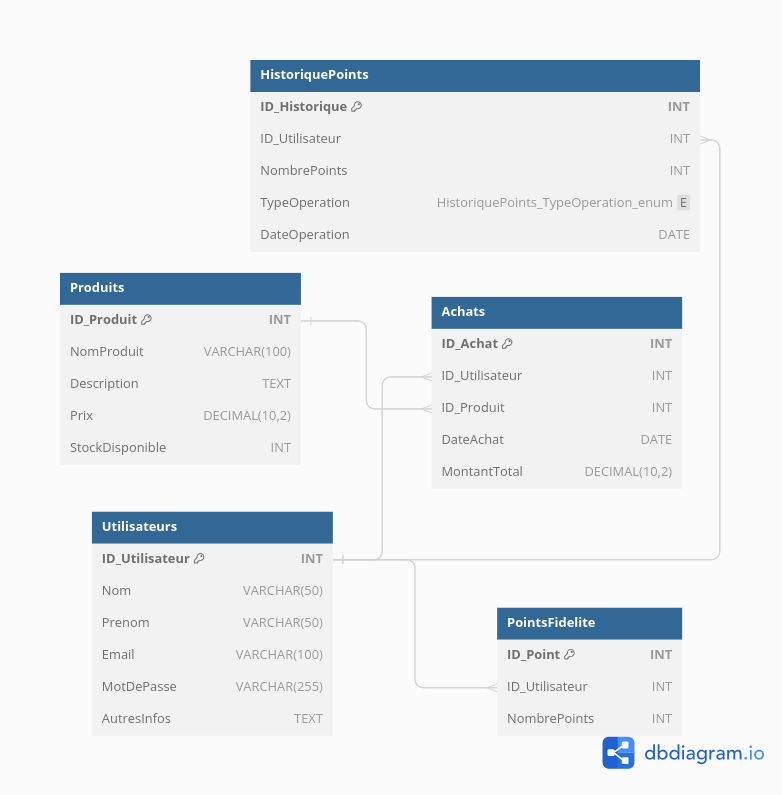 HistoriquePoints
ID_Historique INT
ID_Utilisateur INT
NombrePoints INT
TypeOperation HistoriquePoints_TypeOperation_enum E
DateOperation DATE
Produits
ID_Produit INT
NomProduit VARCHAR(100)
Description TEXT
Prix DECIMAL(10,2)
StockDisponible INT
Achats
ID_Achat INT
ID_Utilisateur INT
ID_Produit INT
DateAchat DATE
MontantTotal DECIMAL(10,2)
Utilisateurs
ID_Utilisateur INT
Nom VARCHAR(50)
Prenom VARCHAR(50)
Email VARCHAR(100)
MotDePasse VARCHAR(255)
AutresInfos TEXT
PointsFidelite
ID_Point INT
ID_Utilisateur INT
NombrePoints INT
dbdiagram.io